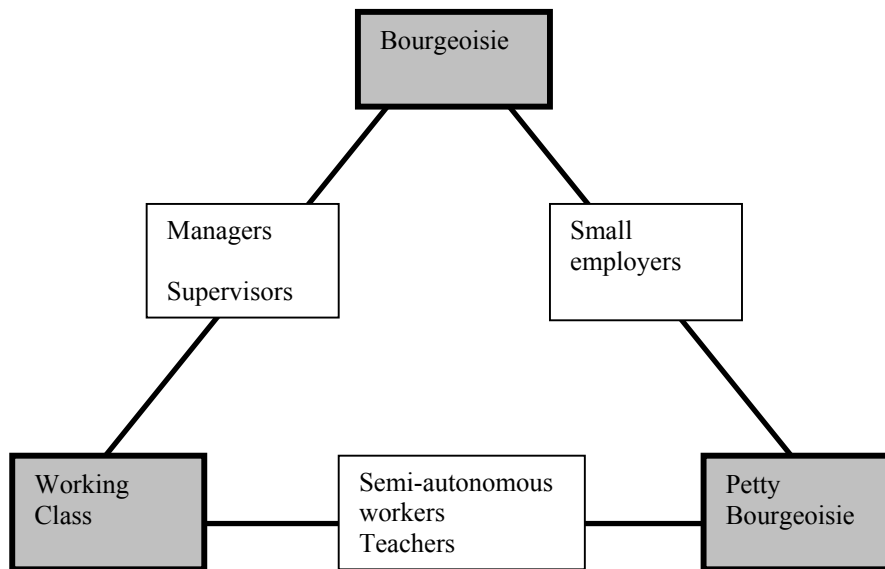 Bourgeoisie
Managers
Supervisors
Small
employers
Working
Class
Semi-autonomous
workers
Teachers
Petty
Bourgeoisie